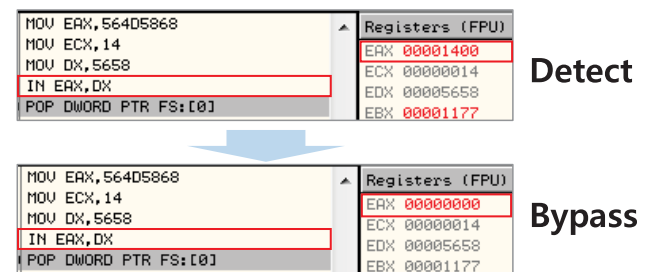 MOV EAX,564D5868
MOV ECX,14
MOV DX,5658
IN EAX,DX
POP DWORD PTR FS:[0]
Registers (FPU)
EAX 00001400
ECX 00000014
EDX 00005658
EBX 00001177
Detect
MOV EAX,564D5868
MOV ECX,14
MOV DX,5658
IN EAX,DX
POP DWORD PTR FS:[0]
Registers (FPU)
EAX 00000000
ECX 00000014
EDX 00005658
EBX 00001177
Bypass